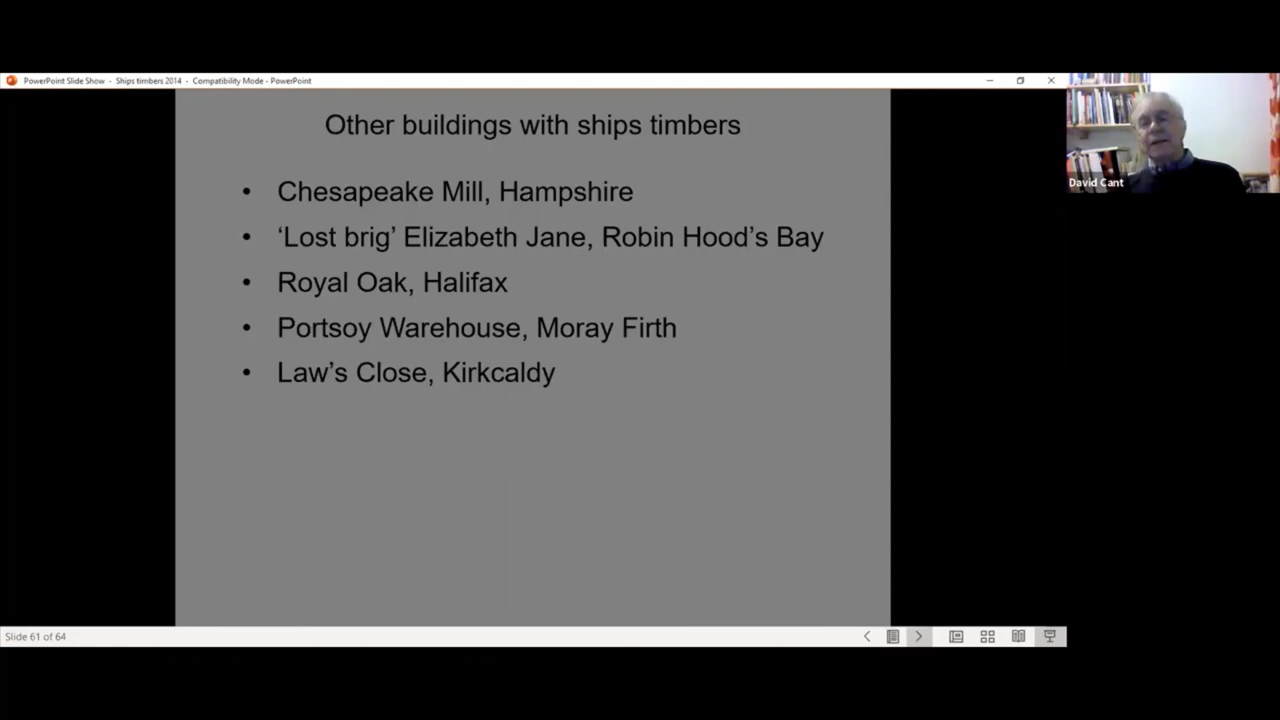 PowerPoint Slide Show - Ships timbers 2014 - Compatibility Mode - PowerPoint
Other buildings with ships timbers
• Chesapeake Mill, Hampshire
• ‘Lost brig’ Elizabeth Jane, Robin Hood’s Bay
• Royal Oak, Halifax
• Portsoy Warehouse, Moray Firth
• Law’s Close, Kirkcaldy
David Cant
Slide 61 of 64